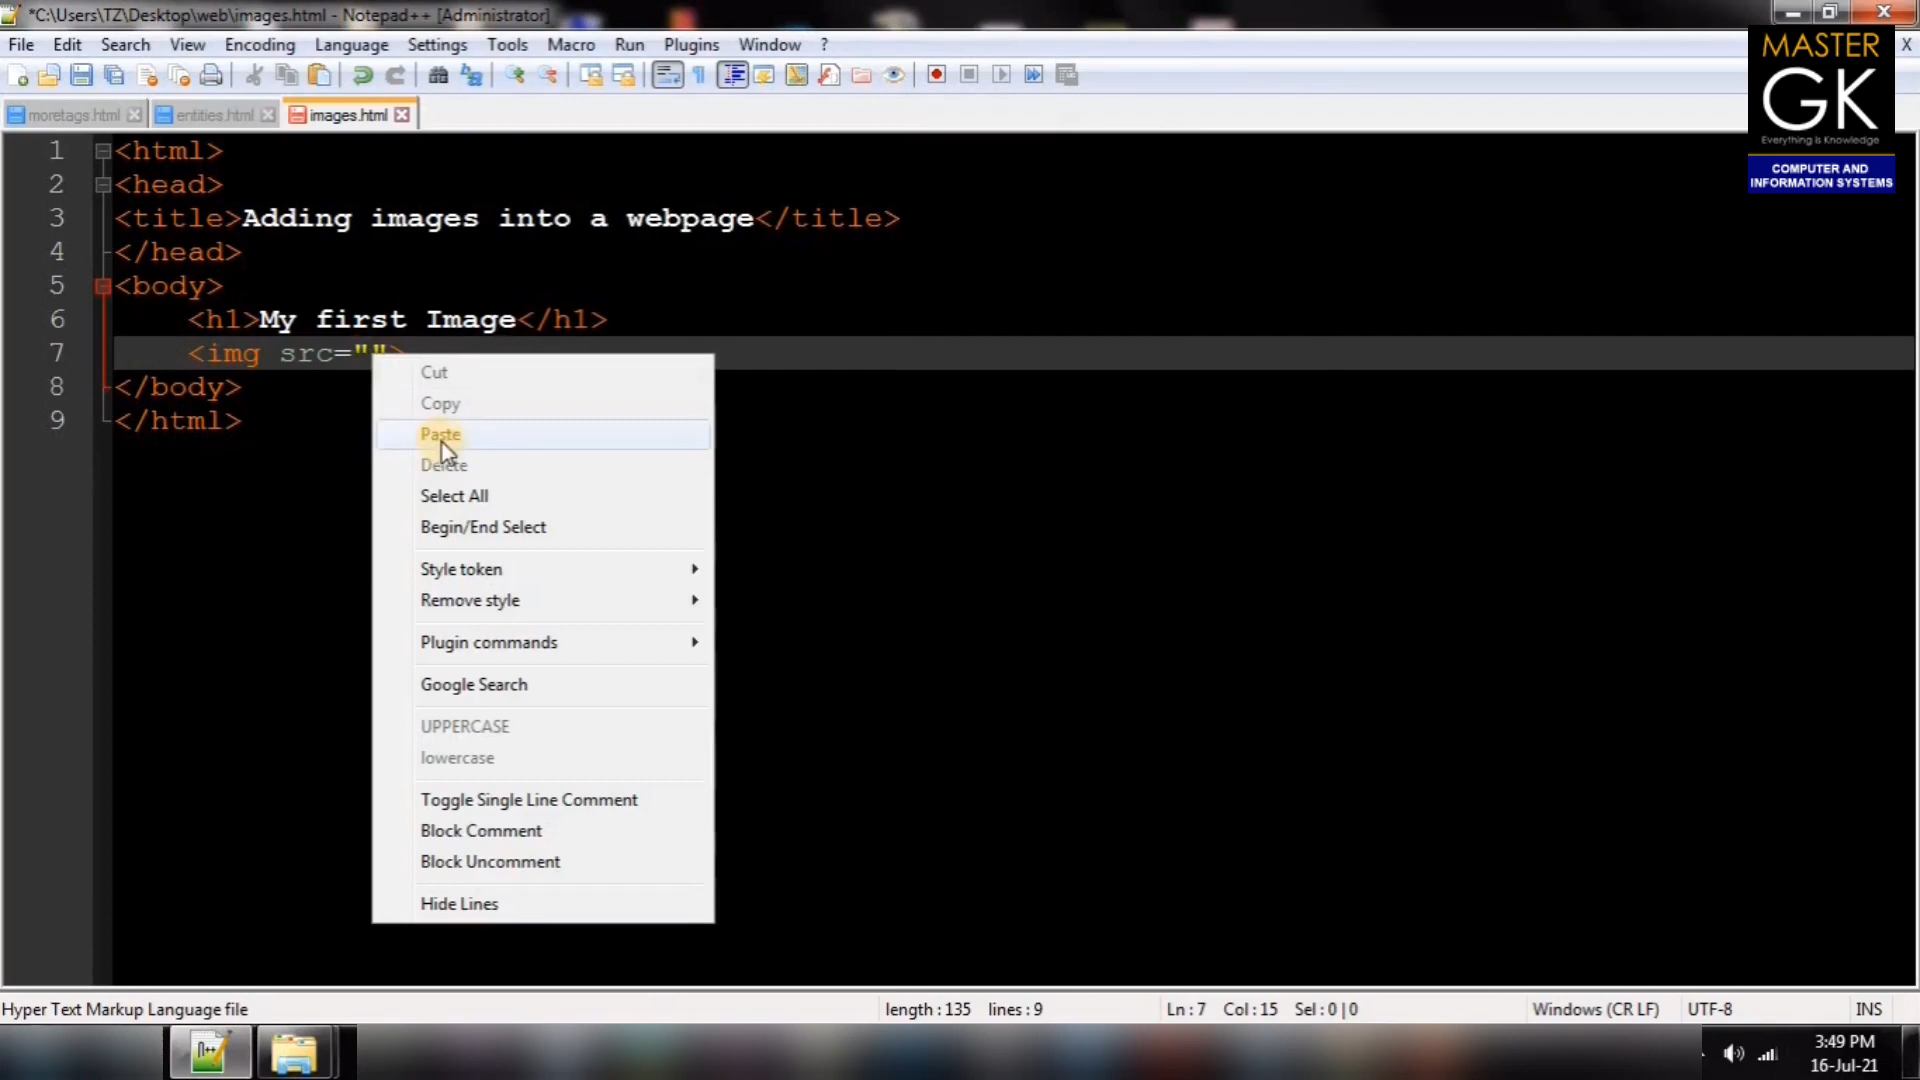 *C:\Users\TZ\Desktop\web\images.html - Notepad++ [Administrator]
File Edit Search View Encoding Language Settings Tools Macro Run Plugins Window ? X
moretags.html entities.html images.html
MASTER
GK
Everything is Knowledge
COMPUTER AND
INFORMATION SYSTEMS
1 <html>
2 <head>
3 <title>Adding images into a webpage</title>
4 </head>
5 <body>
6 <h1>My first Image</h1>
7 <img src="">
8 </body>
9 </html>
Cut
Copy
Paste
Delete
Select All
Begin/End Select
Style token
Remove style
Plugin commands
Google Search
UPPERCASE
lowercase
Toggle Single Line Comment
Block Comment
Block Uncomment
Hide Lines
Hyper Text Markup Language file length : 135 lines : 9 Ln : 7 Col : 15 Sel : 0 | 0 Windows (CR LF) UTF-8 INS
3:49 PM
16-Jul-21